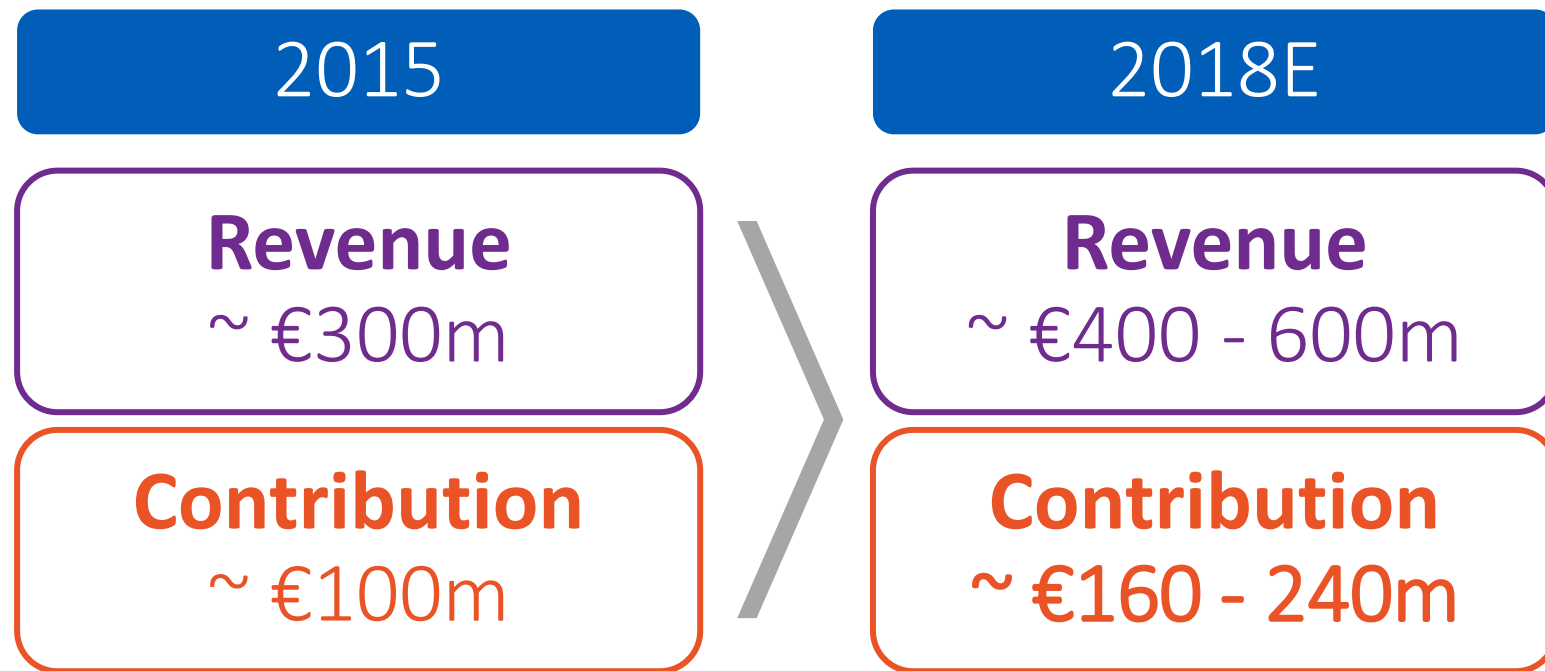 2015
Revenue
~ €300m
Contribution
~ €100m
2018E
Revenue
~ €400 - 600m
Contribution
~ €160 - 240m